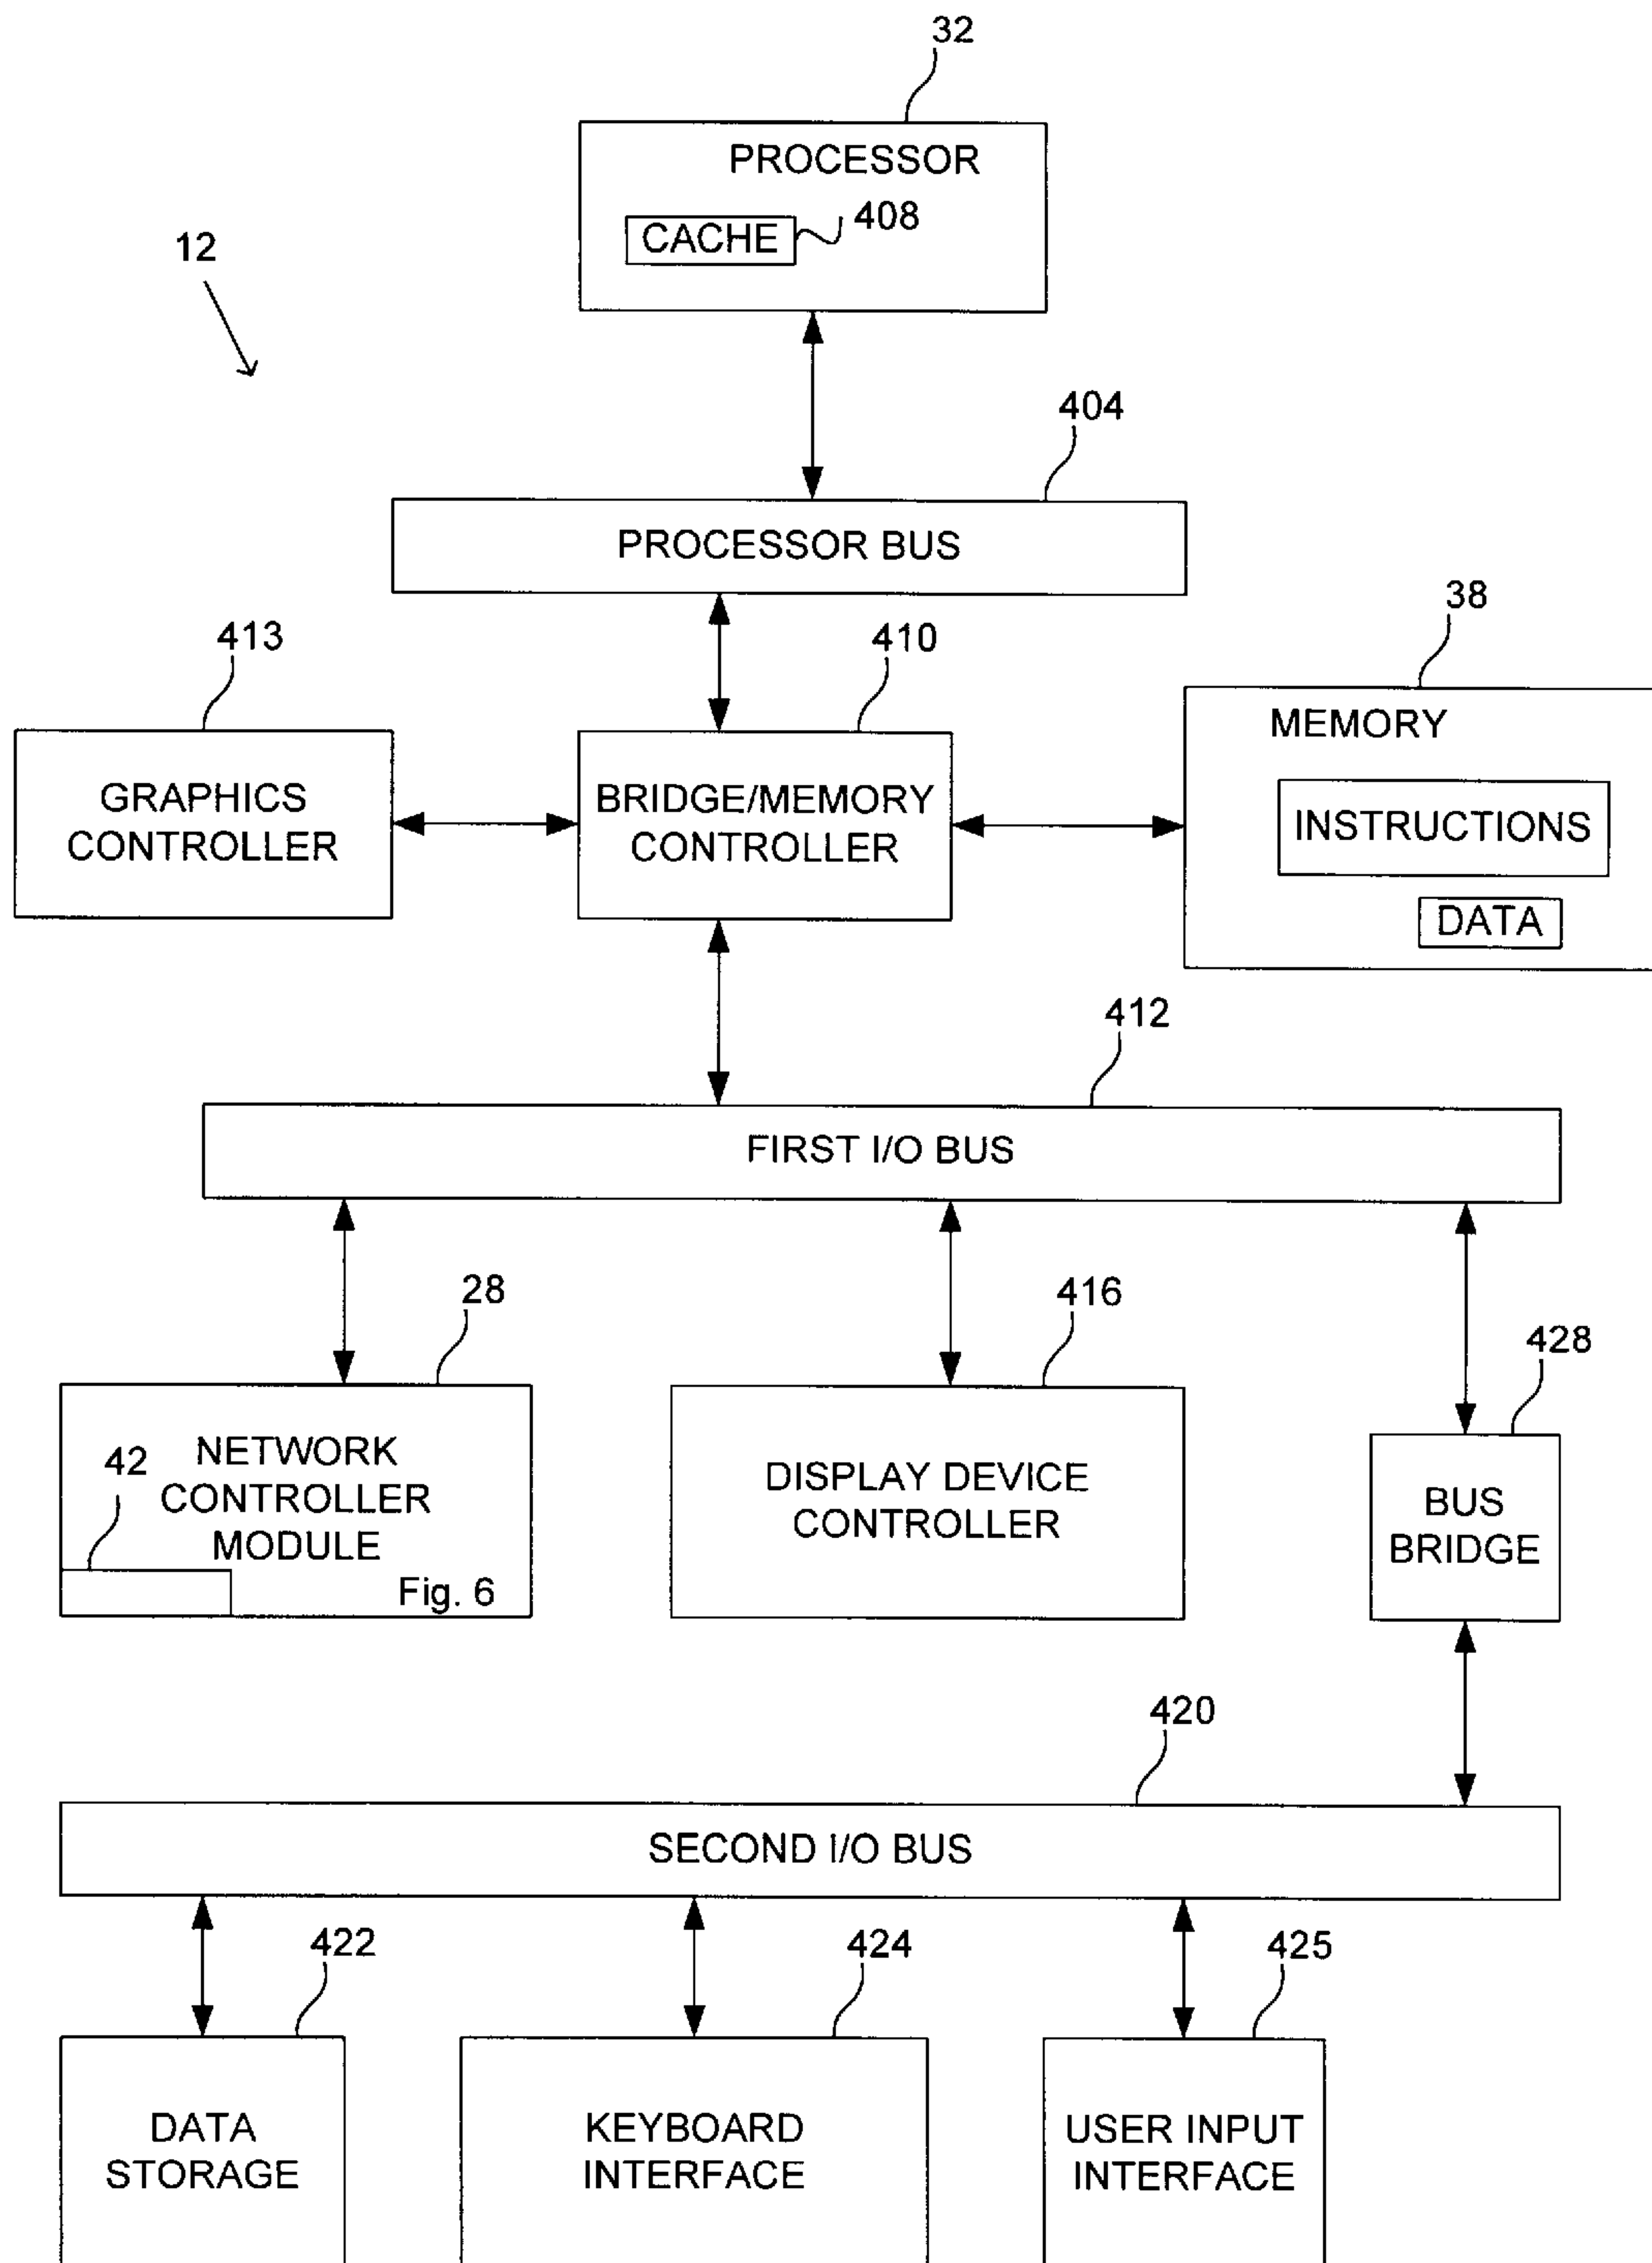 32
PROCESSOR
408
CACHE
12
404
PROCESSOR BUS
38
413
410
MEMORY
GRAPHICS
CONTROLLER
BRIDGE/MEMORY
CONTROLLER
INSTRUCTIONS
DATA
412
FIRST I/O BUS
28
416
428
42
NETWORK
CONTROLLER
MODULE
Fig. 6
DISPLAY DEVICE
CONTROLLER
BUS
BRIDGE
420
SECOND I/O BUS
422
424
425
DATA
STORAGE
KEYBOARD
INTERFACE
USER INPUT
INTERFACE